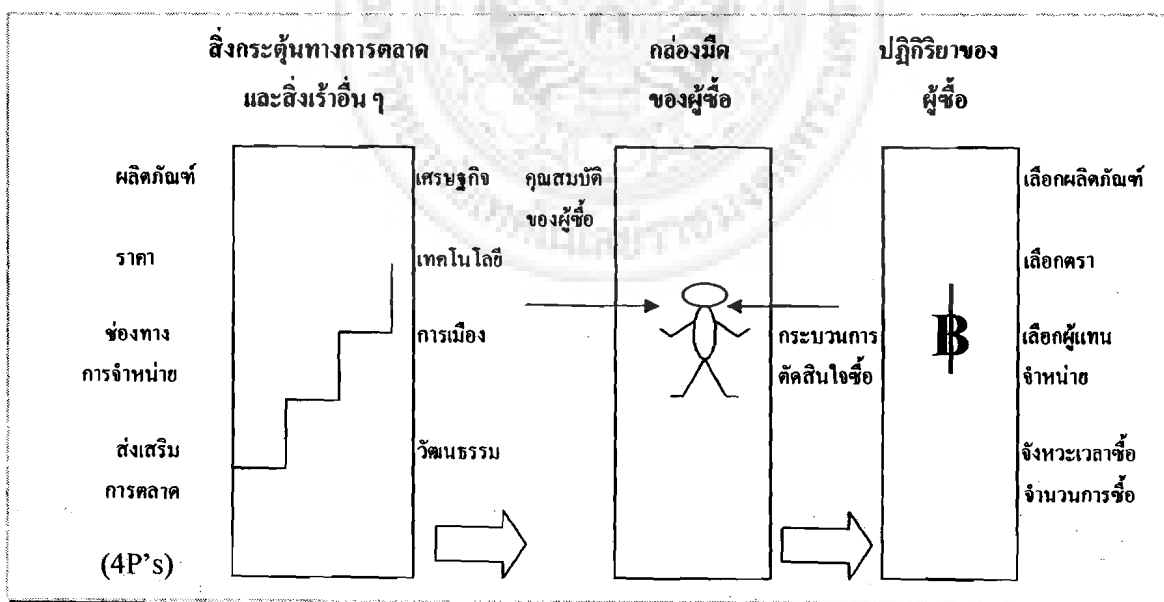 สิ่งกระตุ้นทางการตลาด
และสิ่งเร้าอื่น ๆ
กล่องมืด
ของผู้ซื้อ
ปฏิกิริยาของ
ผู้ซื้อ
ผลิตภัณฑ์
ราคา
ช่องทาง
การจำหน่าย
ส่งเสริม
การตลาด
(4P's)
เศรษฐกิจ
เทคโนโลยี
การเมือง
วัฒนธรรม
คุณสมบัติ
ของผู้ซื้อ
กระบวนการ
ตัดสินใจซื้อ
฿
เลือกผลิตภัณฑ์
เลือกตรา
เลือกผู้แทน
จำหน่าย
จังหวะเวลาซื้อ
จำนวนการซื้อ